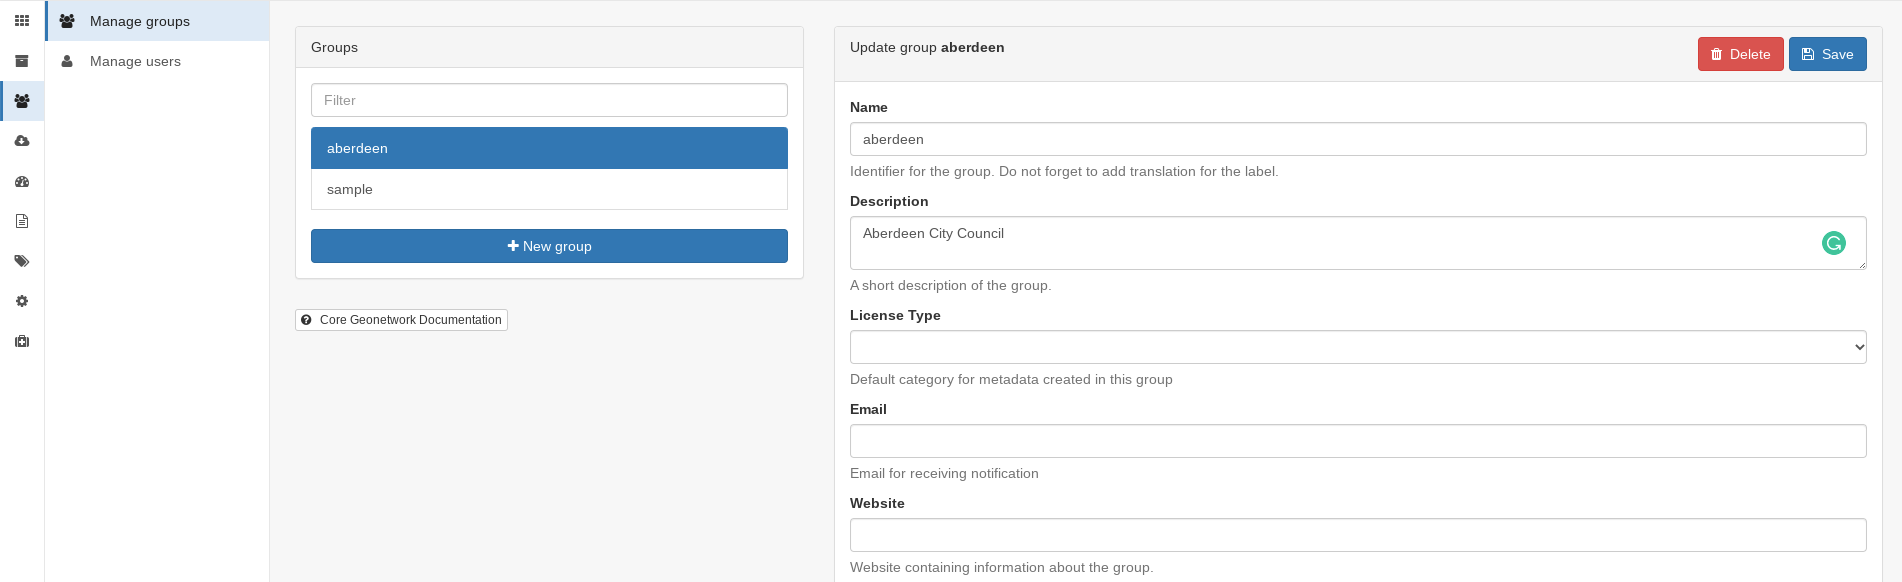 Manage groups
Manage users
Groups
Filter
aberdeen
sample
New group
Core Geonetwork Documentation
Update group aberdeen
Delete
Save
Name
aberdeen
Identifier for the group. Do not forget to add translation for the label.
Description
Aberdeen City Council
A short description of the group.
License Type
Default category for metadata created in this group
Email
Email for receiving notification
Website
Website containing information about the group.